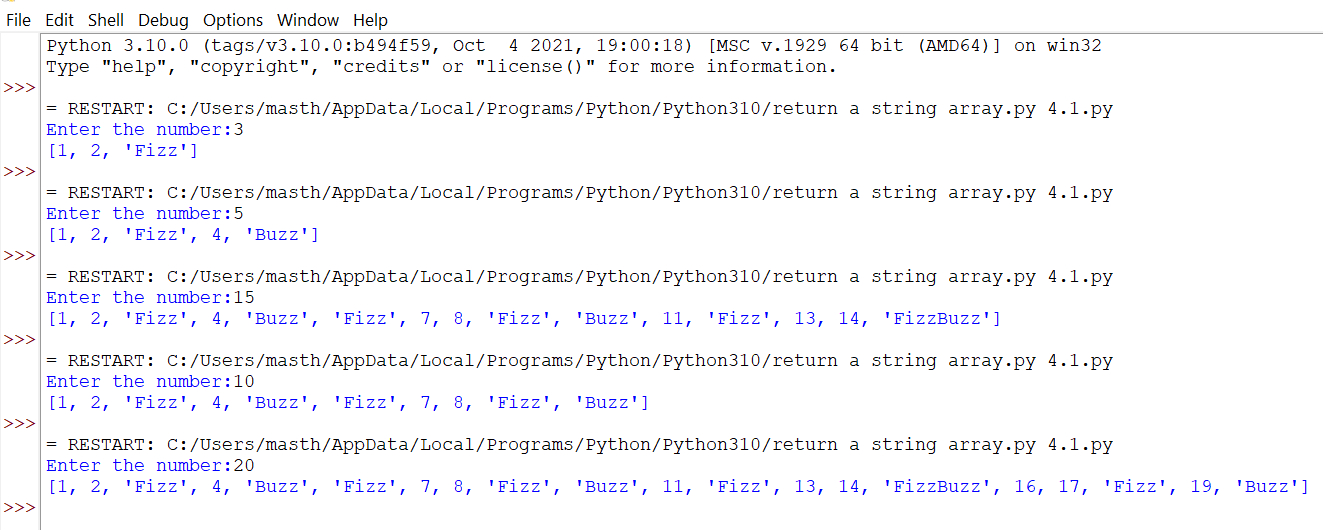 File Edit Shell Debug Options Window Help
Python 3.10.0 (tags/v3.10.0:b494f59, Oct  4 2021, 19:00:18) [MSC v.1929 64 bit (AMD64)] on win32
Type "help", "copyright", "credits" or "license()" for more information.
>>>
= RESTART: C:/Users/masth/AppData/Local/Programs/Python/Python310/return a string array.py 4.1.py
Enter the number:3
[1, 2, 'Fizz']
>>>
= RESTART: C:/Users/masth/AppData/Local/Programs/Python/Python310/return a string array.py 4.1.py
Enter the number:5
[1, 2, 'Fizz', 4, 'Buzz']
>>>
= RESTART: C:/Users/masth/AppData/Local/Programs/Python/Python310/return a string array.py 4.1.py
Enter the number:15
[1, 2, 'Fizz', 4, 'Buzz', 'Fizz', 7, 8, 'Fizz', 'Buzz', 11, 'Fizz', 13, 14, 'FizzBuzz']
>>>
= RESTART: C:/Users/masth/AppData/Local/Programs/Python/Python310/return a string array.py 4.1.py
Enter the number:10
[1, 2, 'Fizz', 4, 'Buzz', 'Fizz', 7, 8, 'Fizz', 'Buzz']
>>>
= RESTART: C:/Users/masth/AppData/Local/Programs/Python/Python310/return a string array.py 4.1.py
Enter the number:20
[1, 2, 'Fizz', 4, 'Buzz', 'Fizz', 7, 8, 'Fizz', 'Buzz', 11, 'Fizz', 13, 14, 'FizzBuzz', 16, 17, 'Fizz', 19, 'Buzz']
>>>